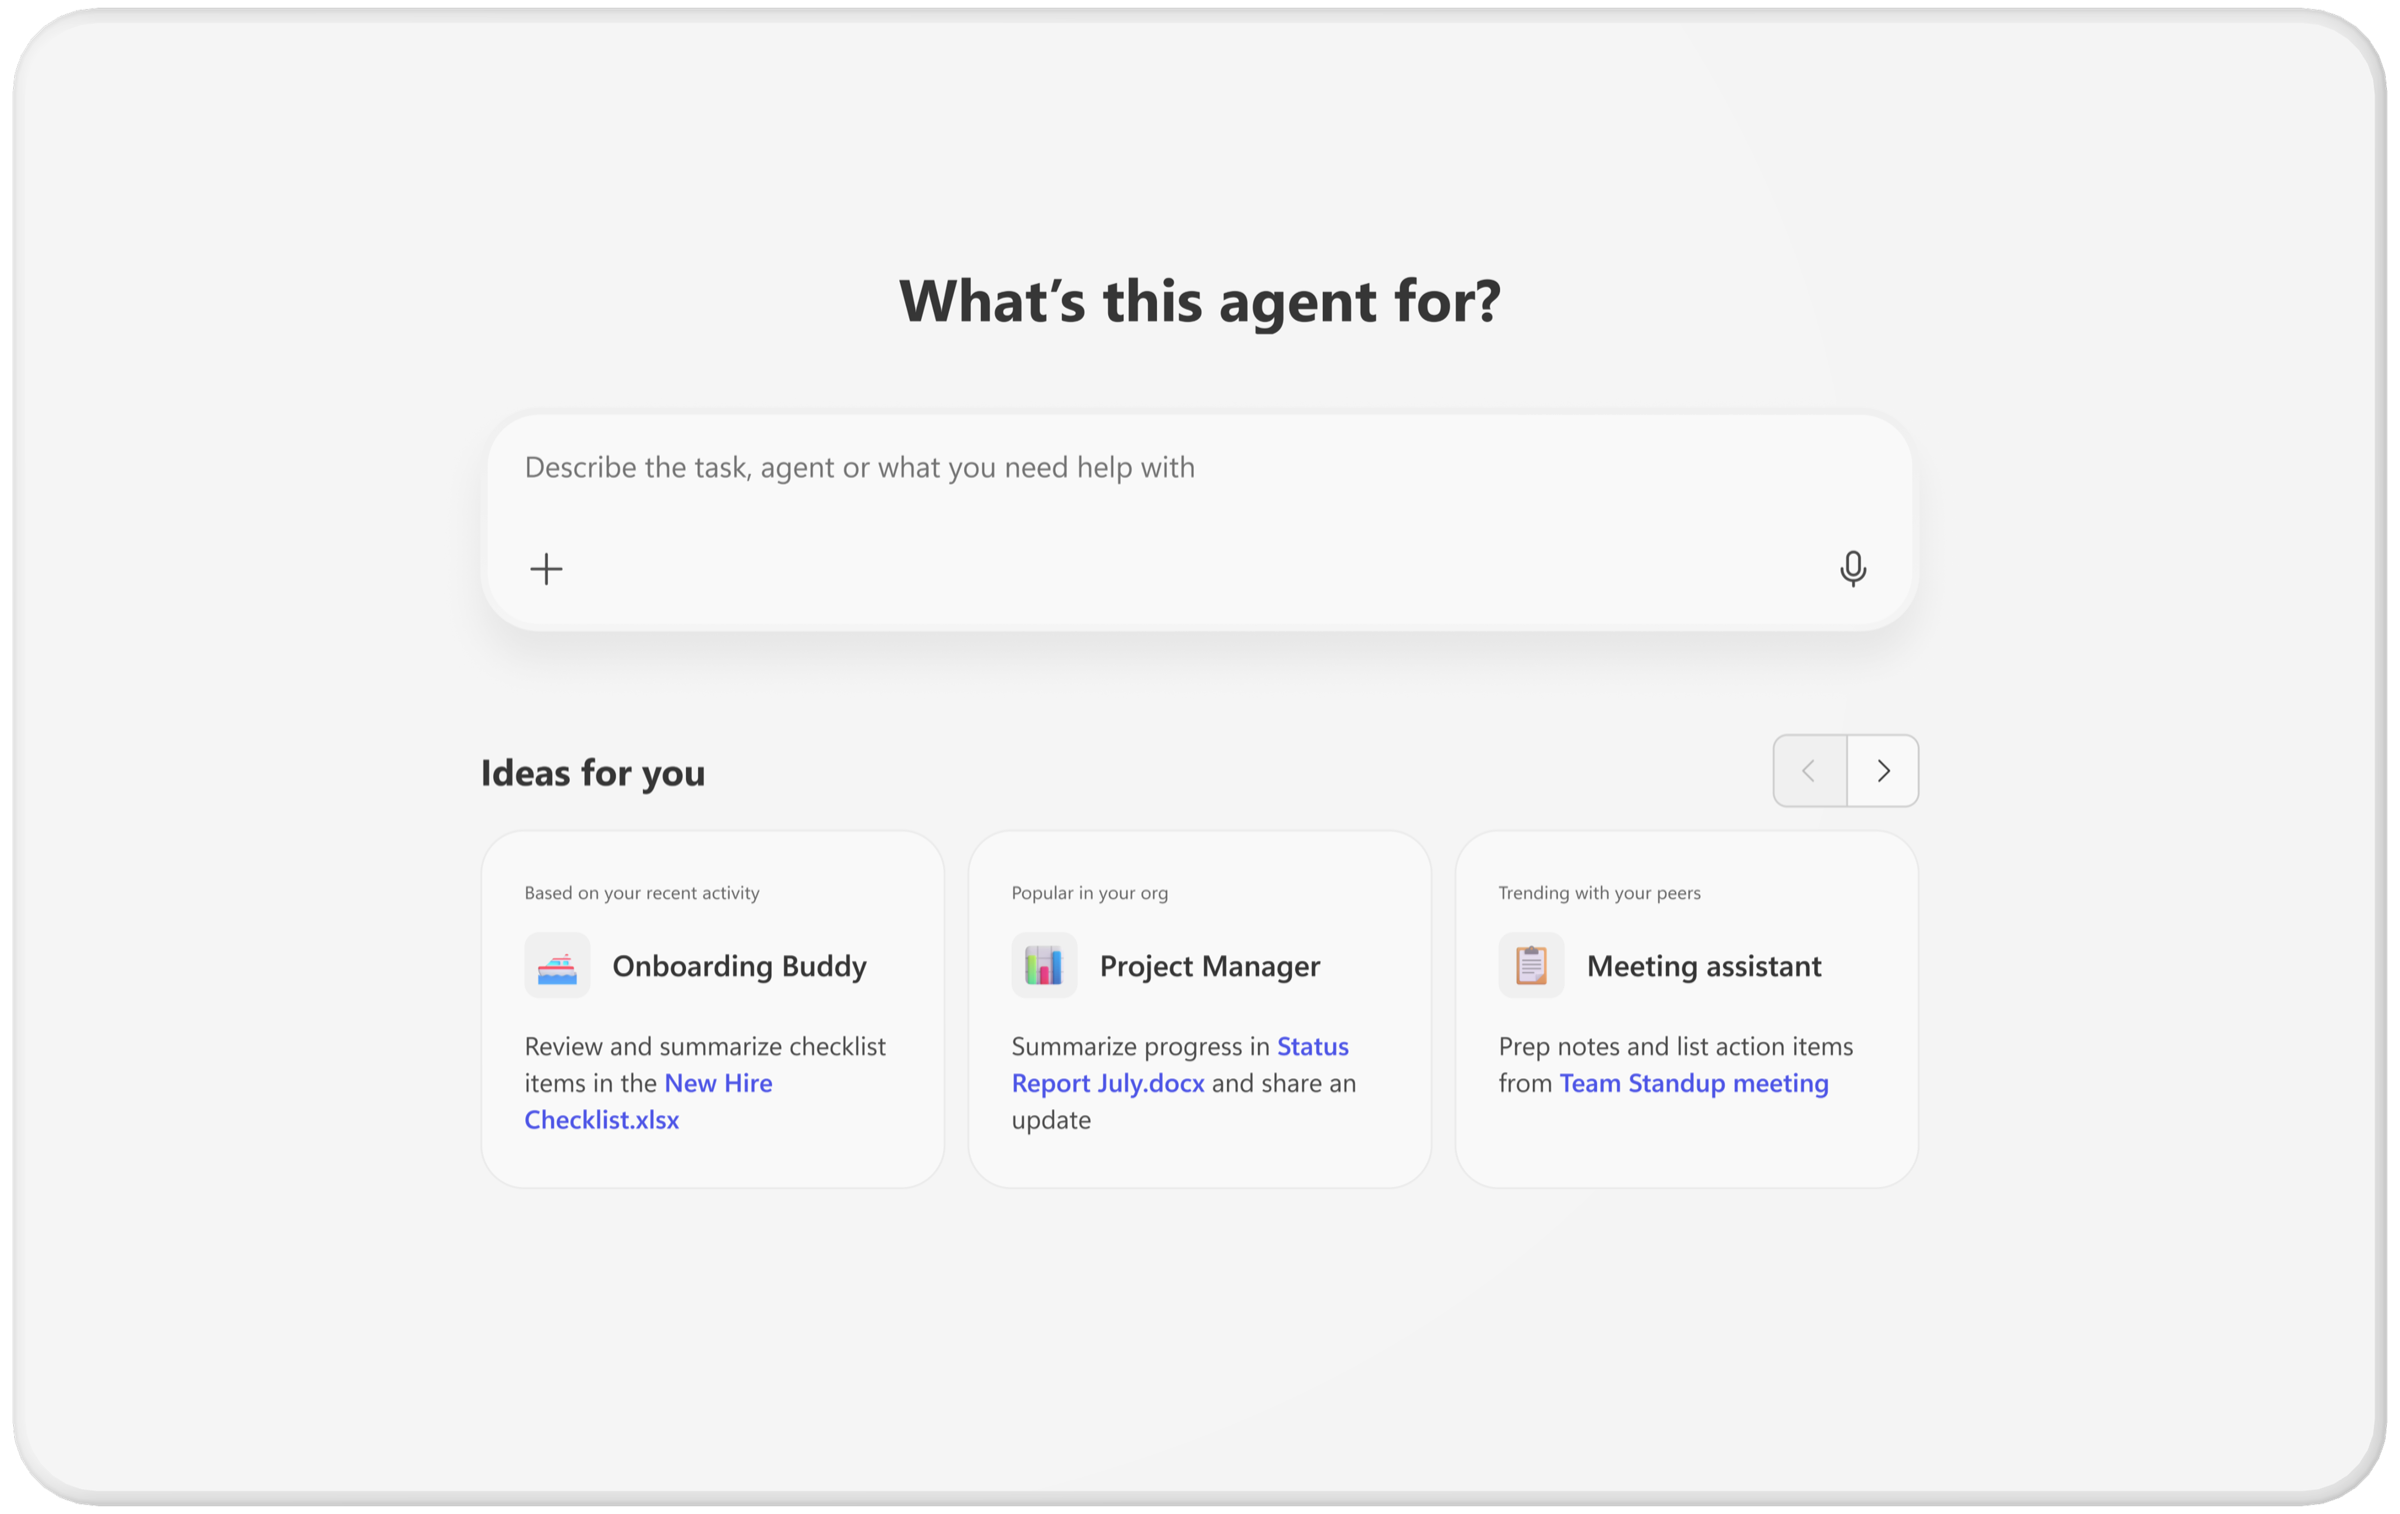 What’s this agent for?
Describe the task, agent or what you need help with
Ideas for you
Based on your recent activity
Onboarding Buddy
Review and summarize checklist
items in the New Hire
Checklist.xlsx
Popular in your org
Project Manager
Summarize progress in Status
Report July.docx and share an
update
Trending with your peers
Meeting assistant
Prep notes and list action items
from Team Standup meeting